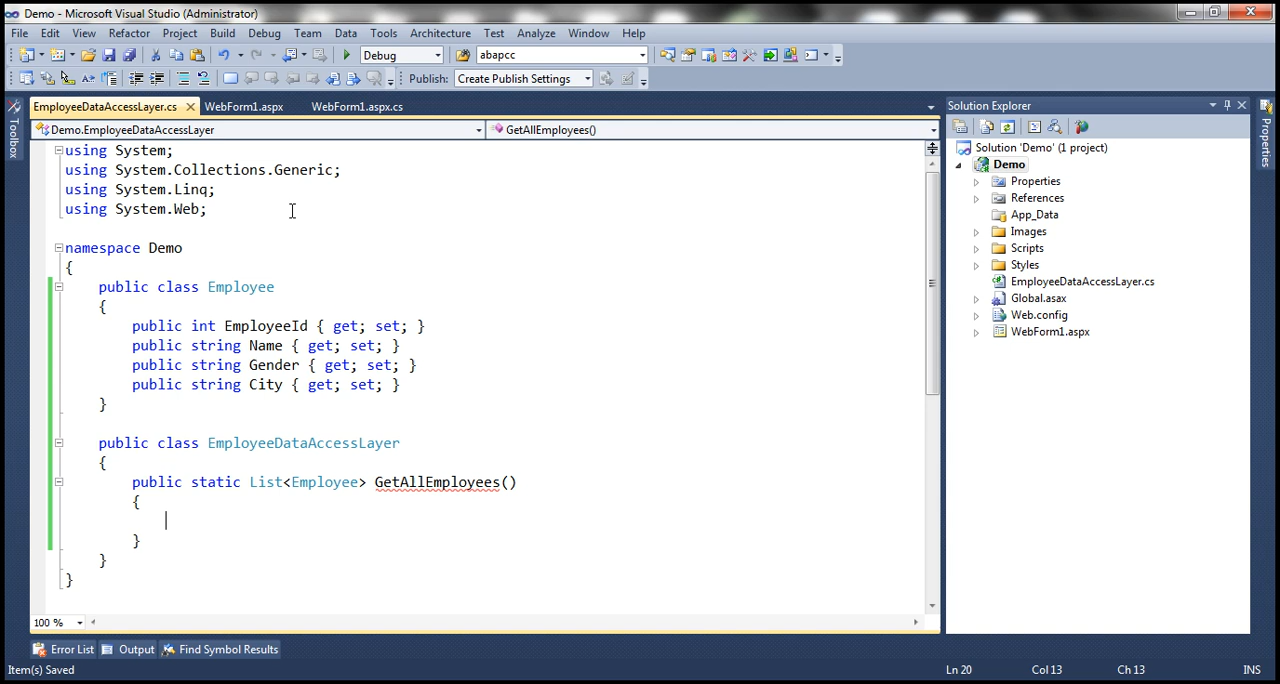 Demo - Microsoft Visual Studio (Administrator)
File Edit View Refactor Project Build Debug Team Data Tools Architecture Test Analyze Window Help
Debug abapcc
Publish: Create Publish Settings
EmployeeDataAccessLayer.cs WebForm1.aspx WebForm1.aspx.cs
Demo.EmployeeDataAccessLayer GetAllEmployees()
Toolbox
using System;
using System.Collections.Generic;
using System.Linq;
using System.Web;
namespace Demo
{
public class Employee
{
public int EmployeeId { get; set; }
public string Name { get; set; }
public string Gender { get; set; }
public string City { get; set; }
}
public class EmployeeDataAccessLayer
{
public static List<Employee> GetAllEmployees()
{
}
}
}
100 %
Solution Explorer
Solution 'Demo' (1 project)
Demo
Properties
References
App_Data
Images
Scripts
Styles
EmployeeDataAccessLayer.cs
Global.asax
Web.config
WebForm1.aspx
Properties
Error List Output Find Symbol Results
Item(s) Saved Ln 20 Col 13 Ch 13 INS